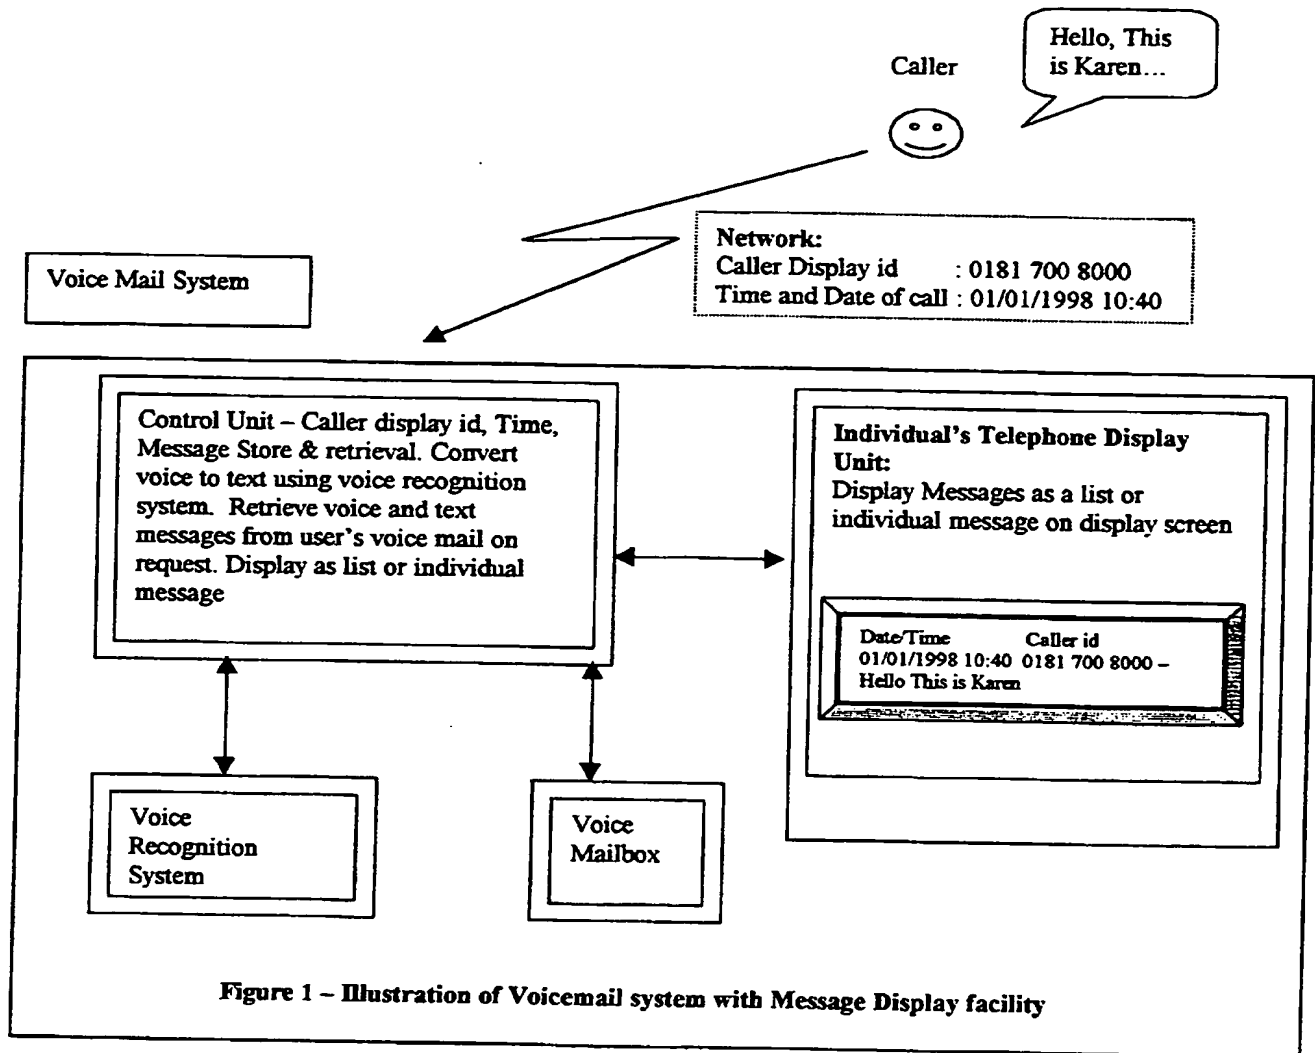 Hello, This
is Karen...
Caller
Network:
Caller Display id : 0181 700 8000
Time and Date of call : 01/01/1998 10:40
Voice Mail System
Control Unit – Caller display id, Time,
Message Store & retrieval. Convert
voice to text using voice recognition
system. Retrieve voice and text
messages from user's voice mail on
request. Display as list or individual
message
Individual's Telephone Display
Unit:
Display Messages as a list or
individual message on display screen
Date/Time Caller id
01/01/1998 10:40 0181 700 8000 –
Hello This is Karen
Voice
Recognition
System
Voice
Mailbox
Figure 1 – Illustration of Voicemail system with Message Display facility